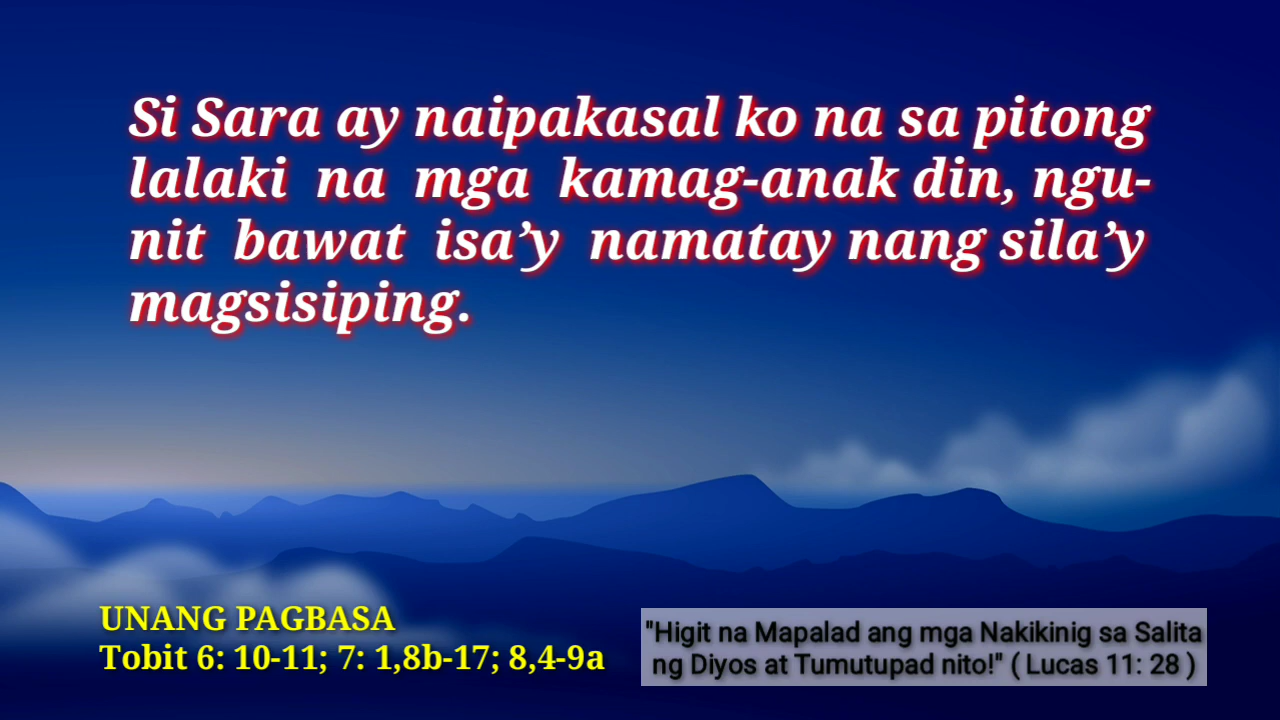 Si Sara ay naipakasal ko na sa pitong
lalaki na mga kamag-anak din, ngu-
nit bawat isa’y namatay nang sila’y
magsisiping.
UNANG PAGBASA
Tobit 6: 10-11; 7: 1,8b-17; 8,4-9a
"Higit na Mapalad ang mga Nakikinig sa Salita
ng Diyos at Tumutupad nito!" ( Lucas 11: 28 )